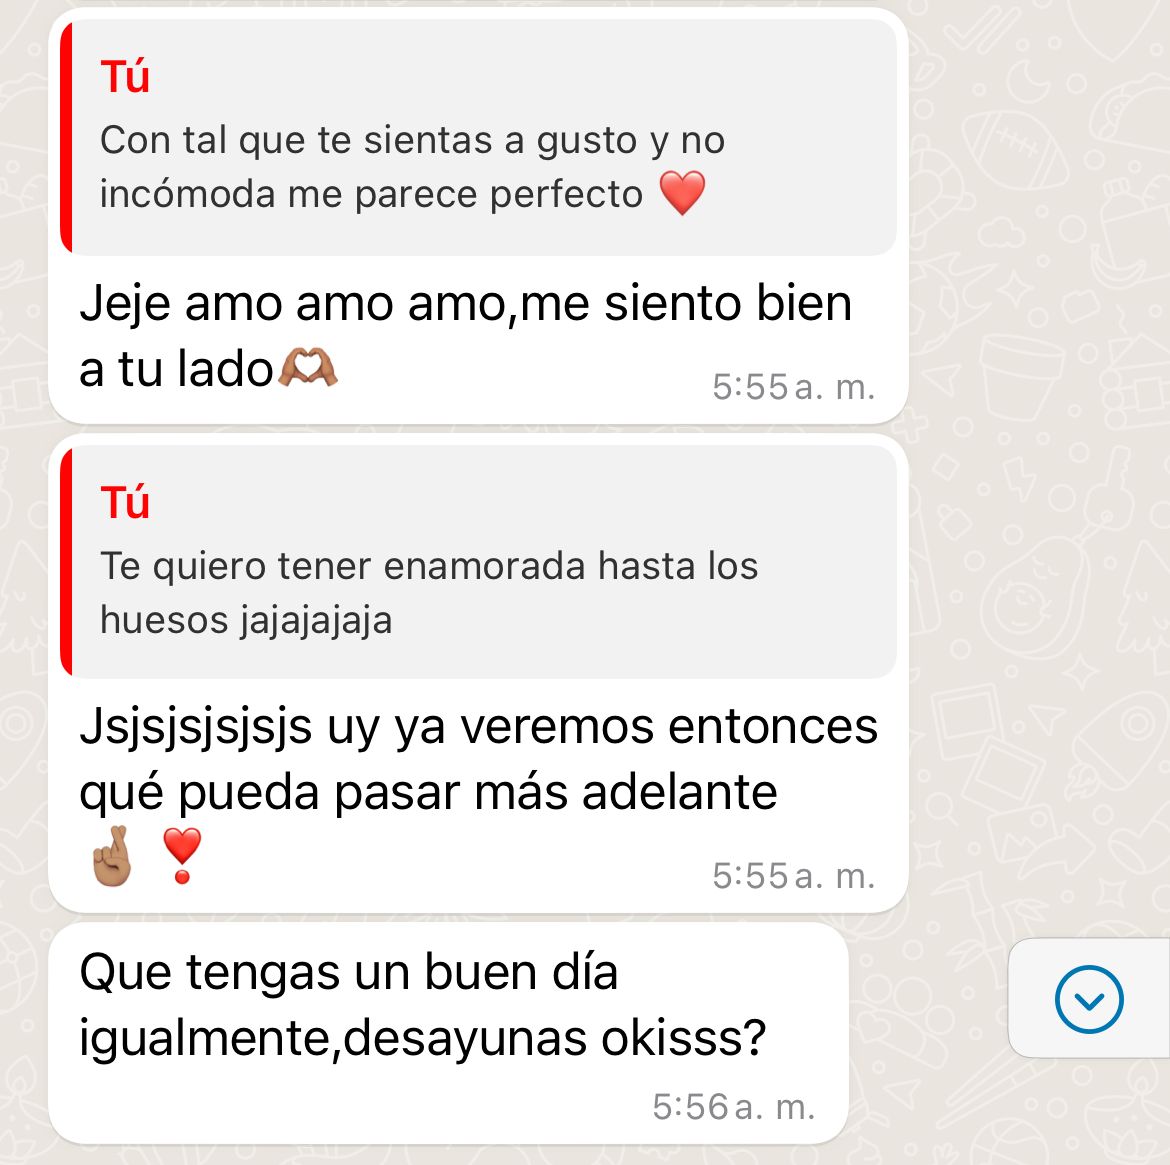 Tú
Con tal que te sientas a gusto y no
incómoda me parece perfecto ❤️
Jeje amo amo amo,me siento bien
a tu lado🫶🏽
5:55 a. m.
Tú
Te quiero tener enamorada hasta los
huesos jajajajaja
Jsjsjsjsjsjs uy ya veremos entonces
qué pueda pasar más adelante
🤞🏽 ❣️
5:55 a. m.
Que tengas un buen día
igualmente,desayunas okisss?
5:56 a. m.